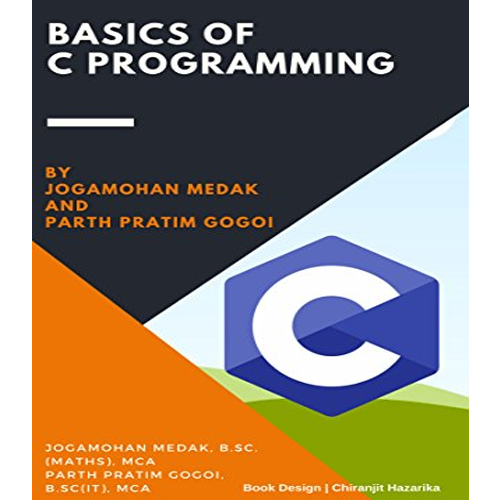 BASICS OF
C PROGRAMMING
BY
JOGAMOHAN MEDAK
AND
PARTH PRATIM GOGOI
C
JOGAMOHAN MEDAK, B.SC.
(MATHS), MCA
PARTH PRATIM GOGOI,
B.SC(IT), MCA
Book Design | Chiranjit Hazarika